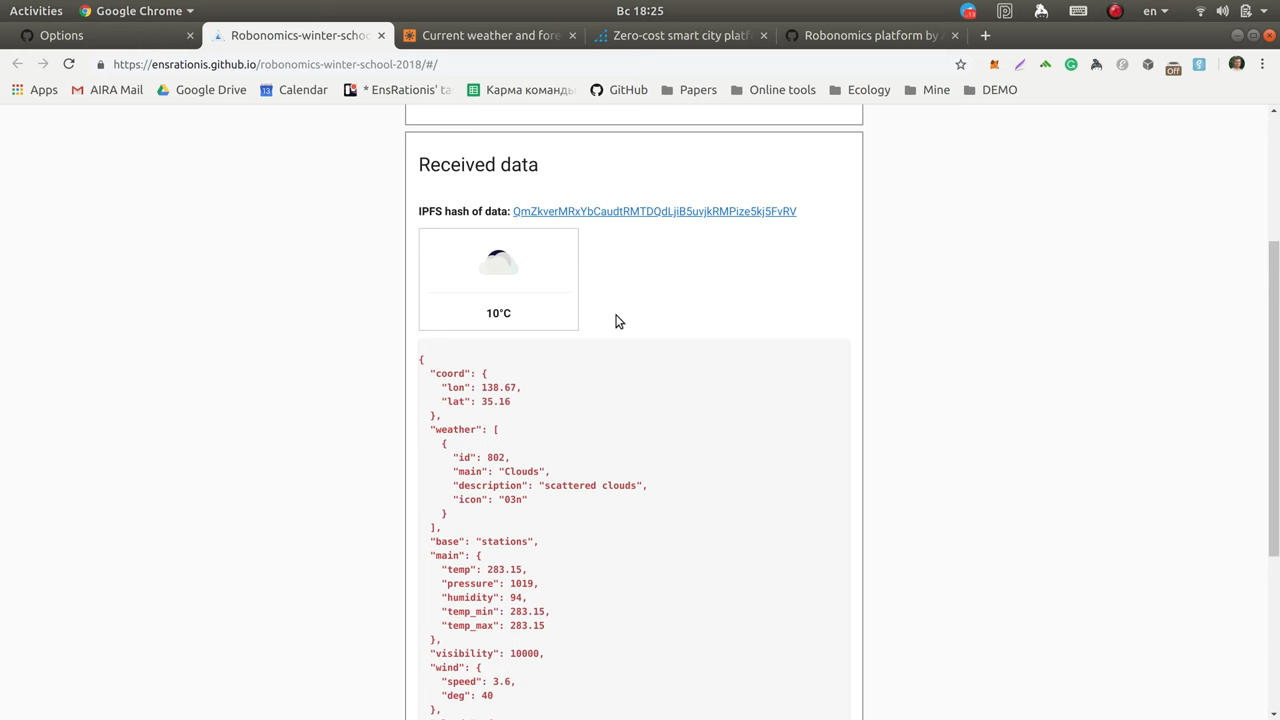 Activities Google Chrome Вс 18:25 en
Options Robonomics-winter-schoo Current weather and fore Zero-cost smart city platf Robonomics platform by A
https://ensrationis.github.io/robonomics-winter-school-2018/#/ Off
Apps AIRA Mail Google Drive Calendar * EnsRationis' ta Карма команды GitHub Papers Online tools Ecology Mine DEMO
Received data
IPFS hash of data: QmZkverMRxYbCaudtRMTDQdLjiB5uvjkRMPize5kj5FvRV
10°C
{
"coord": {
"lon": 138.67,
"lat": 35.16
},
"weather": [
{
"id": 802,
"main": "Clouds",
"description": "scattered clouds",
"icon": "03n"
}
],
"base": "stations",
"main": {
"temp": 283.15,
"pressure": 1019,
"humidity": 94,
"temp_min": 283.15,
"temp_max": 283.15
},
"visibility": 10000,
"wind": {
"speed": 3.6,
"deg": 40
},